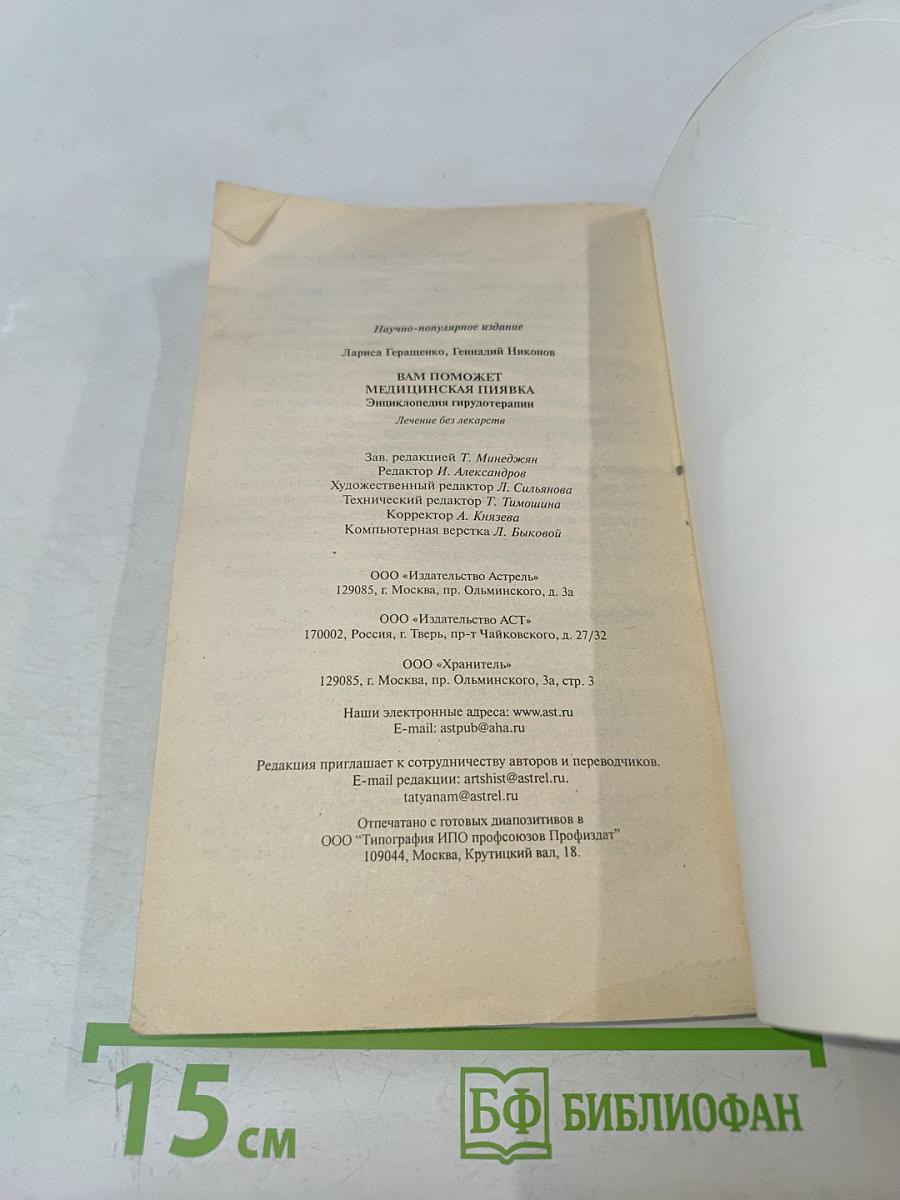 Научно-популярное издание
Лариса Геращенко, Геннадий Никонов
ВАМ ПОМОЖЕТ
МЕДИЦИНСКАЯ ПИЯВКА
Энциклопедия гирудотерапии
Лечение без лекарств
Зав. редакцией Т. Минеджян
Редактор И. Александров
Художественный редактор Л. Сильянова
Технический редактор Т. Тимошина
Корректор А. Князева
Компьютерная верстка Л. Быковой
ООО «Издательство Астрель»
129085, г. Москва, пр. Ольминского, д. 3а
ООО «Издательство АСТ»
170002, Россия, г. Тверь, пр-т Чайковского, д. 27/32
ООО «Хранитель»
129085, г. Москва, пр. Ольминского, 3а, стр. 3
Наши электронные адреса: www.ast.ru
E-mail: astpub@aha.ru
Редакция приглашает к сотрудничеству авторов и переводчиков.
E-mail редакции: artshist@astrel.ru.
tatyanam@astrel.ru
Отпечатано с готовых диапозитивов в
ООО "Типография ИПО профсоюзов Профиздат"
109044, Москва, Крутицкий вал, 18.
15 см
БФ БИБЛИОФАН